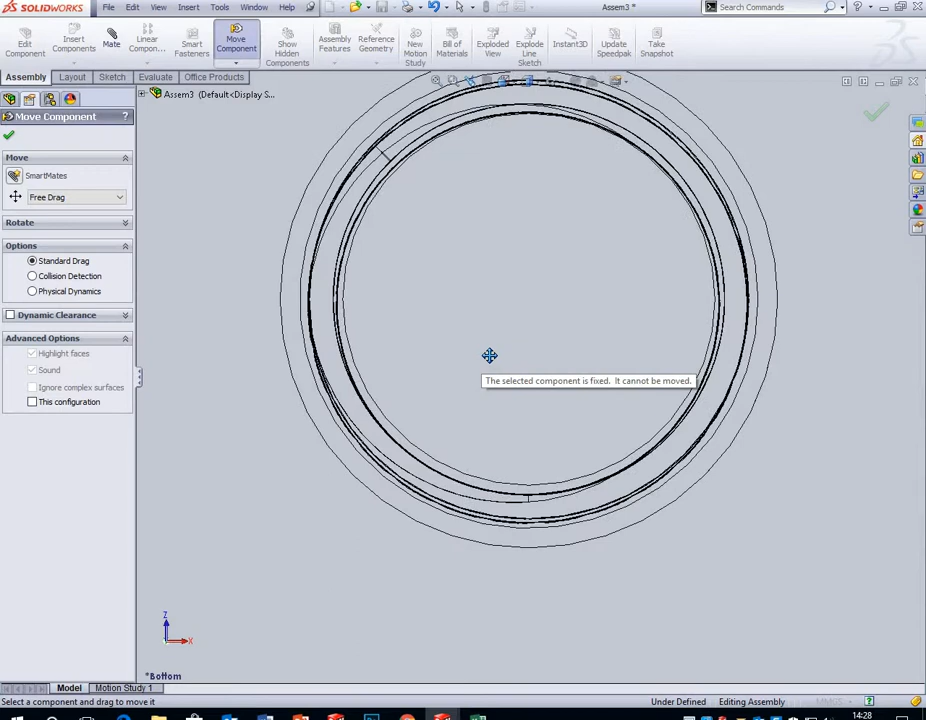 SOLIDWORKS File Edit View Insert Tools Window Help Assem3 * Search Commands
Edit Component
Insert Components
Mate
Linear Compon...
Smart Fasteners
Move Component
Show Hidden Components
Assembly Features
Reference Geometry
New Motion Study
Bill of Materials
Exploded View
Explode Line Sketch
Instant3D
Update Speedpak
Take Snapshot
Assembly Layout Sketch Evaluate Office Products
Assem3 (Default<Display S...
Move Component ?
Move
SmartMates
Free Drag
Rotate
Options
Standard Drag
Collision Detection
Physical Dynamics
Dynamic Clearance
Advanced Options
Highlight faces
Sound
Ignore complex surfaces
This configuration
The selected component is fixed. It cannot be moved.
Z
X
*Bottom
Model Motion Study 1
Select a component and drag to move it Under Defined Editing Assembly MMGS
14:28